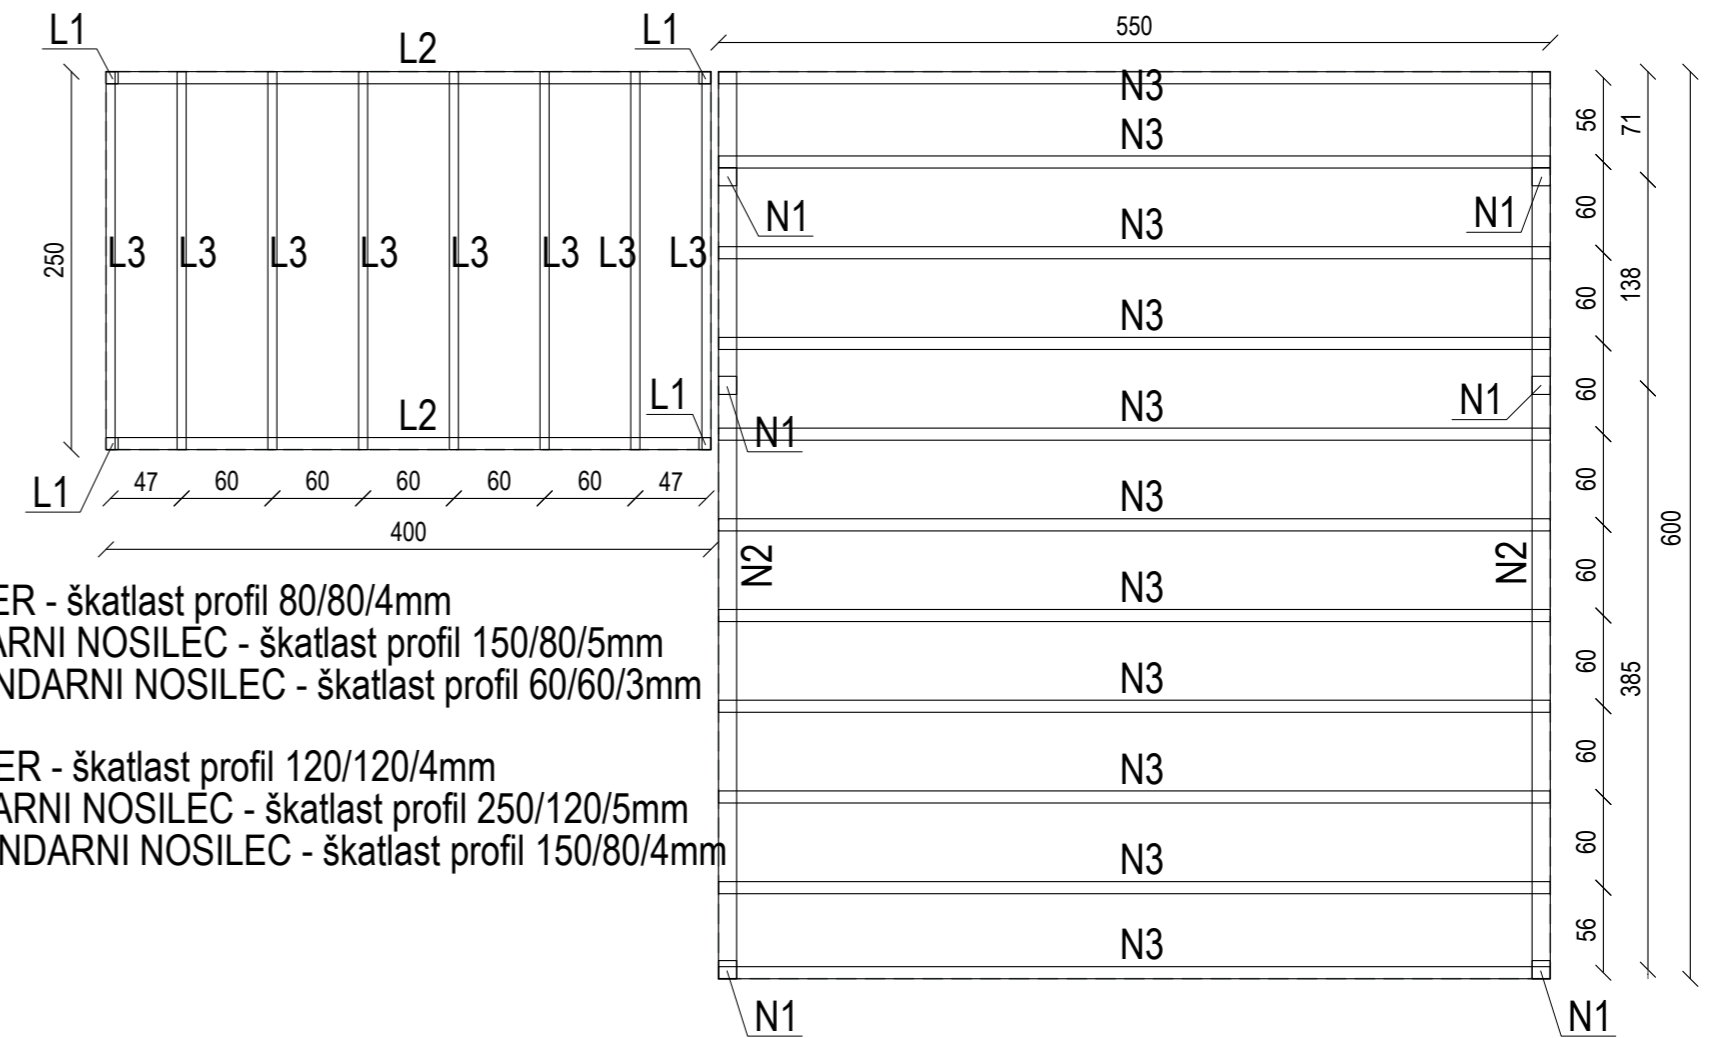 L1
L2
L1
550
N3
N3
N1
N1
N3
N3
N1
N1
N3
N3
N2
N2
N3
N3
N3
N3
N3
N1
N1
56
60
60
60
60
60
60
60
60
56
71
138
385
600
250
L3 L3 L3 L3 L3 L3 L3 L3
L2
L1
L1
47 60 60 60 60 60 47
400
ER - škatlast profil 80/80/4mm
ARNI NOSILEC - škatlast profil 150/80/5mm
NDARNI NOSILEC - škatlast profil 60/60/3mm
ER - škatlast profil 120/120/4mm
ARNI NOSILEC - škatlast profil 250/120/5mm
NDARNI NOSILEC - škatlast profil 150/80/4mm